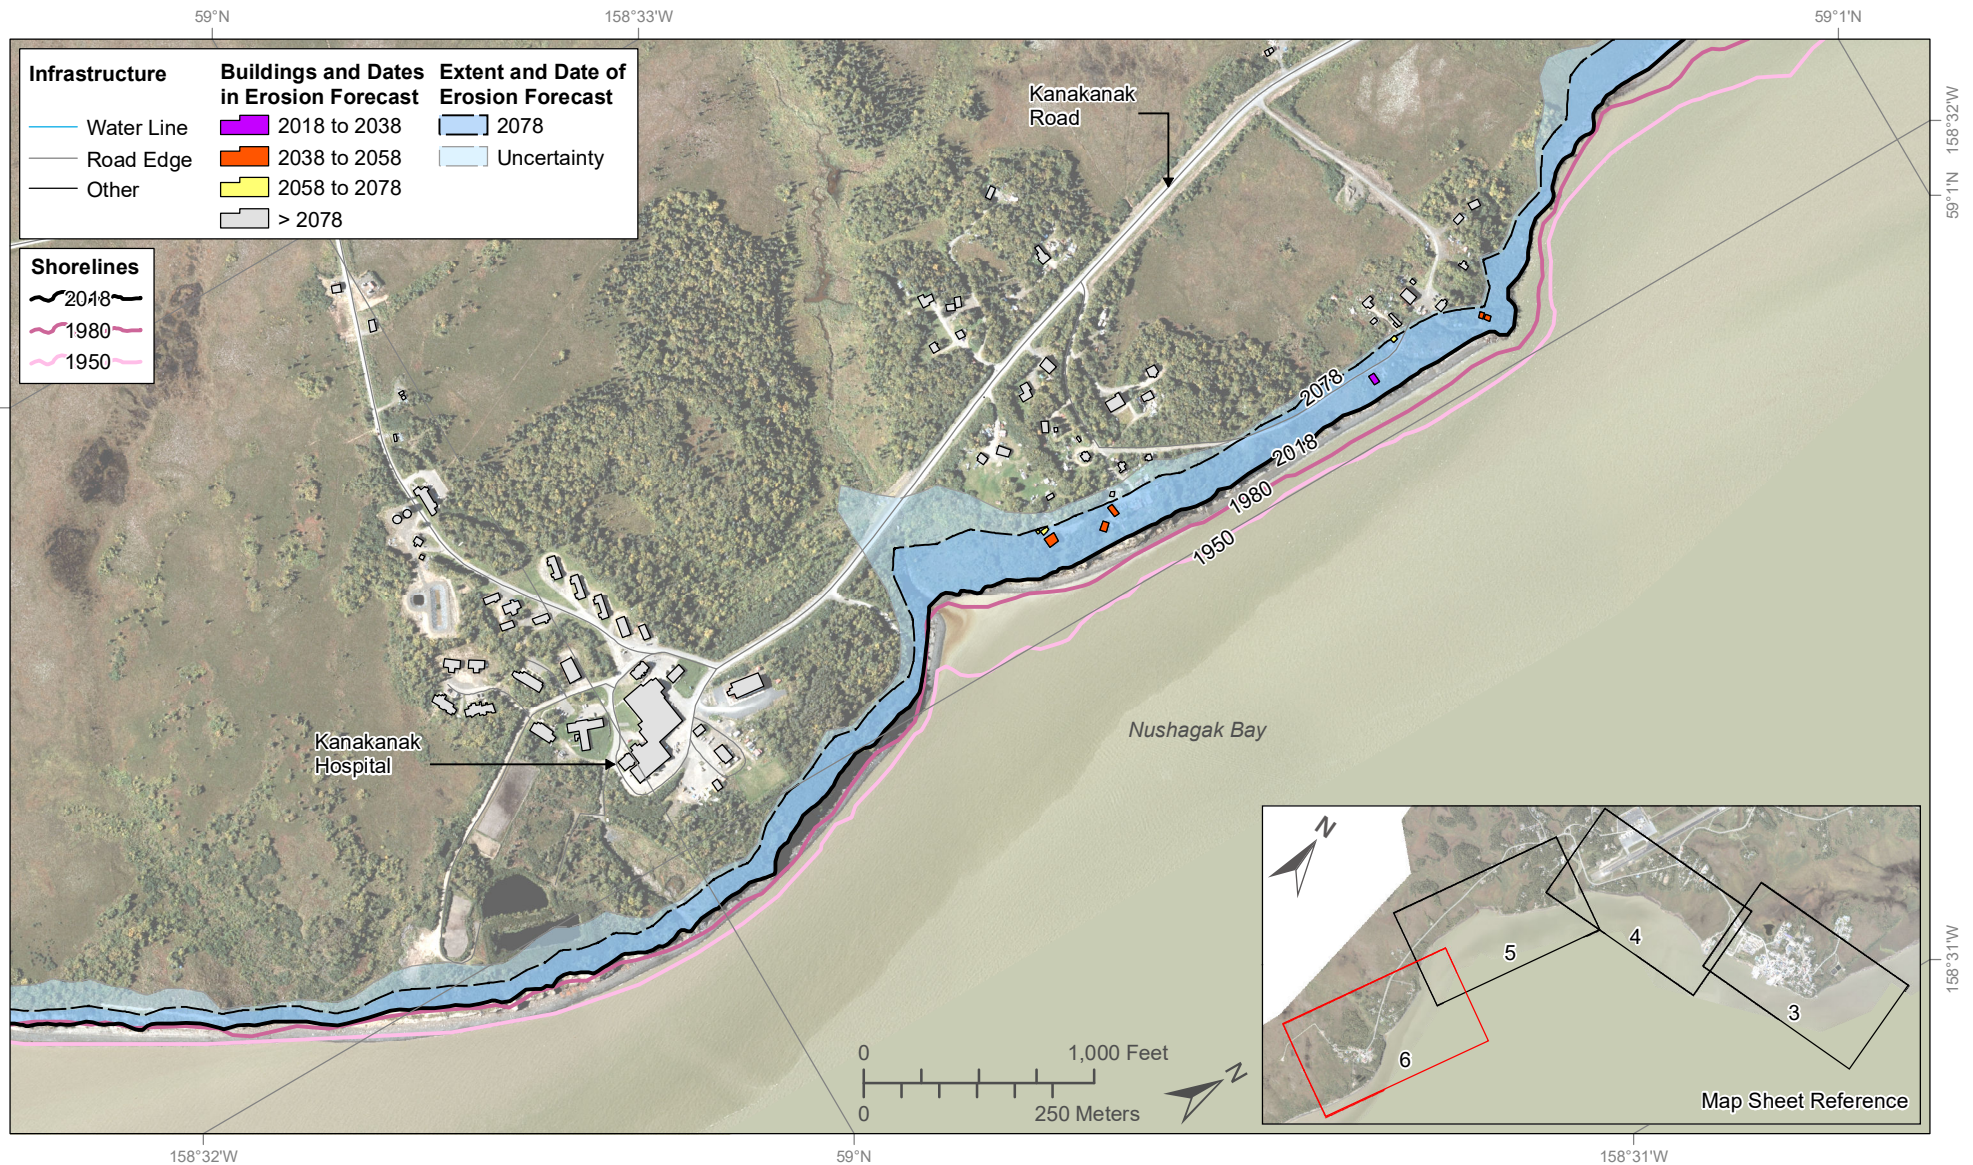 59°N
158°33'W
59°1'N
Infrastructure
Water Line
Road Edge
Other
Buildings and Dates
in Erosion Forecast
2018 to 2038
2038 to 2058
2058 to 2078
> 2078
Extent and Date of
Erosion Forecast
2078
Uncertainty
Shorelines
2018
1980
1950
Kanakanak
Road
158°32'W
59°1'N
2078
2018
1980
1950
Nushagak Bay
Kanakanak
Hospital
N
5
4
3
6
Map Sheet Reference
158°31'W
0
1,000 Feet
0
250 Meters
N
158°32'W
59°N
158°31'W